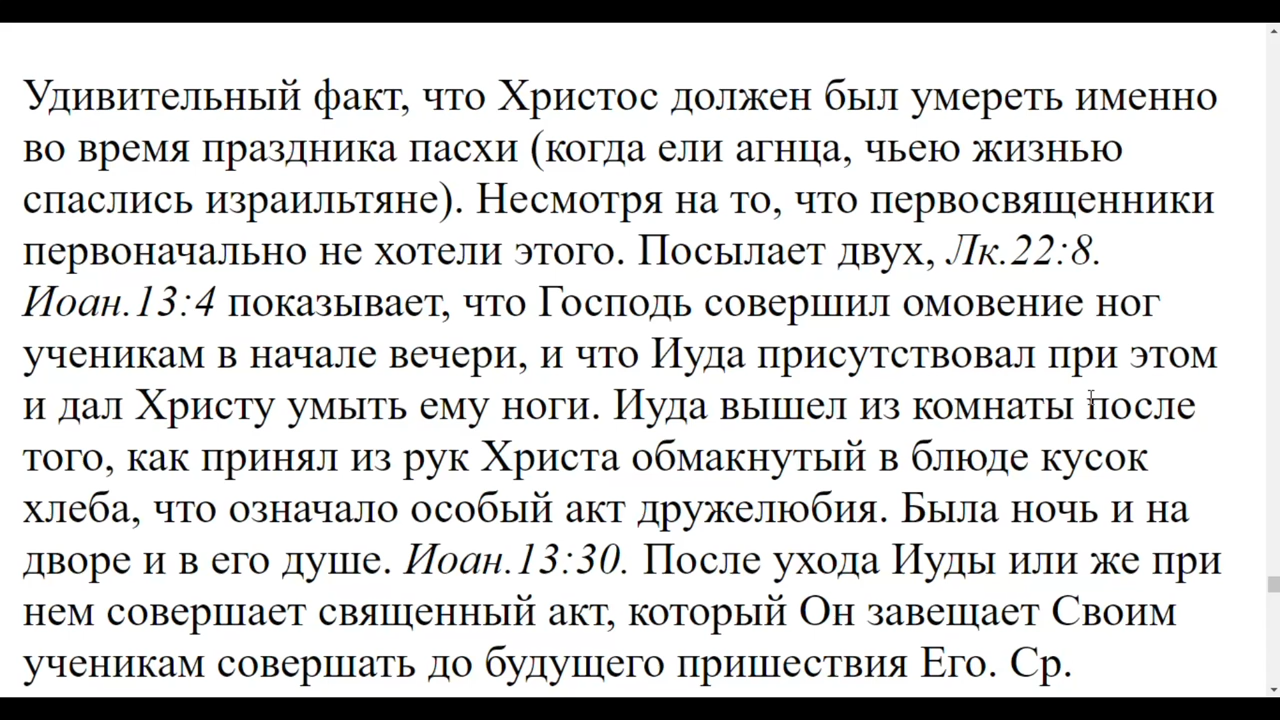 Удивительный факт, что Христос должен был умереть именно
во время праздника пасхи (когда ели агнца, чьею жизнью
спаслись израильтяне). Несмотря на то, что первосвященники
первоначально не хотели этого. Посылает двух, Лк.22:8.
Иоан.13:4 показывает, что Господь совершил омовение ног
ученикам в начале вечери, и что Иуда присутствовал при этом
и дал Христу умыть ему ноги. Иуда вышел из комнаты после
того, как принял из рук Христа обмакнутый в блюде кусок
хлеба, что означало особый акт дружелюбия. Была ночь и на
дворе и в его душе. Иоан.13:30. После ухода Иуды или же при
нем совершает священный акт, который Он завещает Своим
ученикам совершать до будущего пришествия Его. Ср.